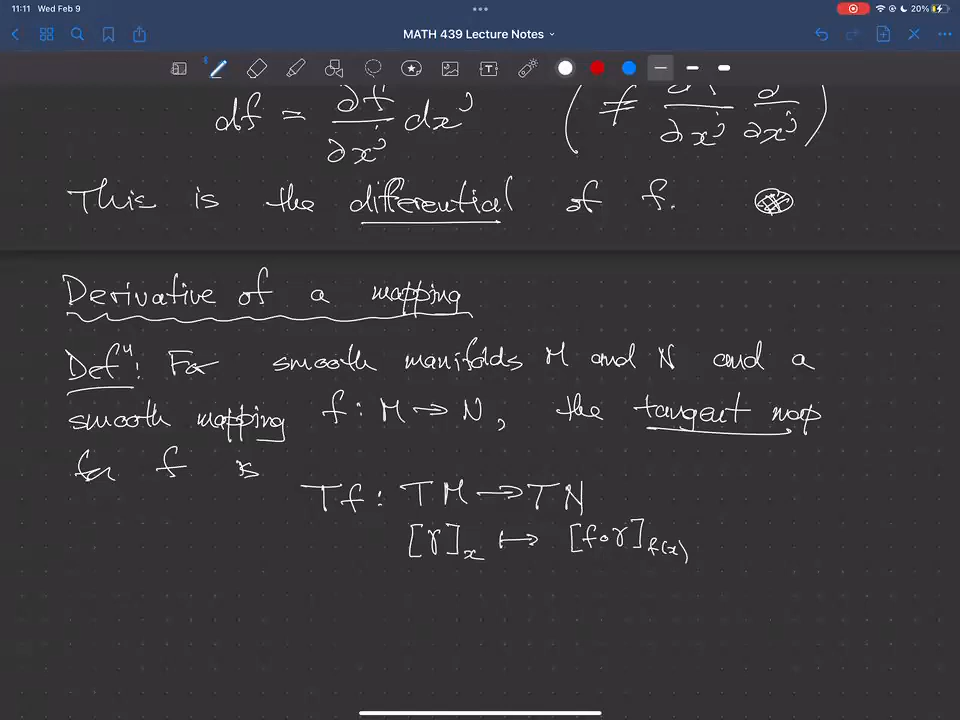 11:11 Wed Feb 9
20%
MATH 439 Lecture Notes
df = ∂f/∂x^j dx^j ( ≠ ∂f/∂x^j ∂/∂x^j )
This is the differential of f.
Derivative of a mapping
Def^n: For smooth manifolds M and N and a
smooth mapping f: M → N, the tangent map
for f is
Tf: TM → TN
[γ]_x ↦ [f∘γ]_f(x)